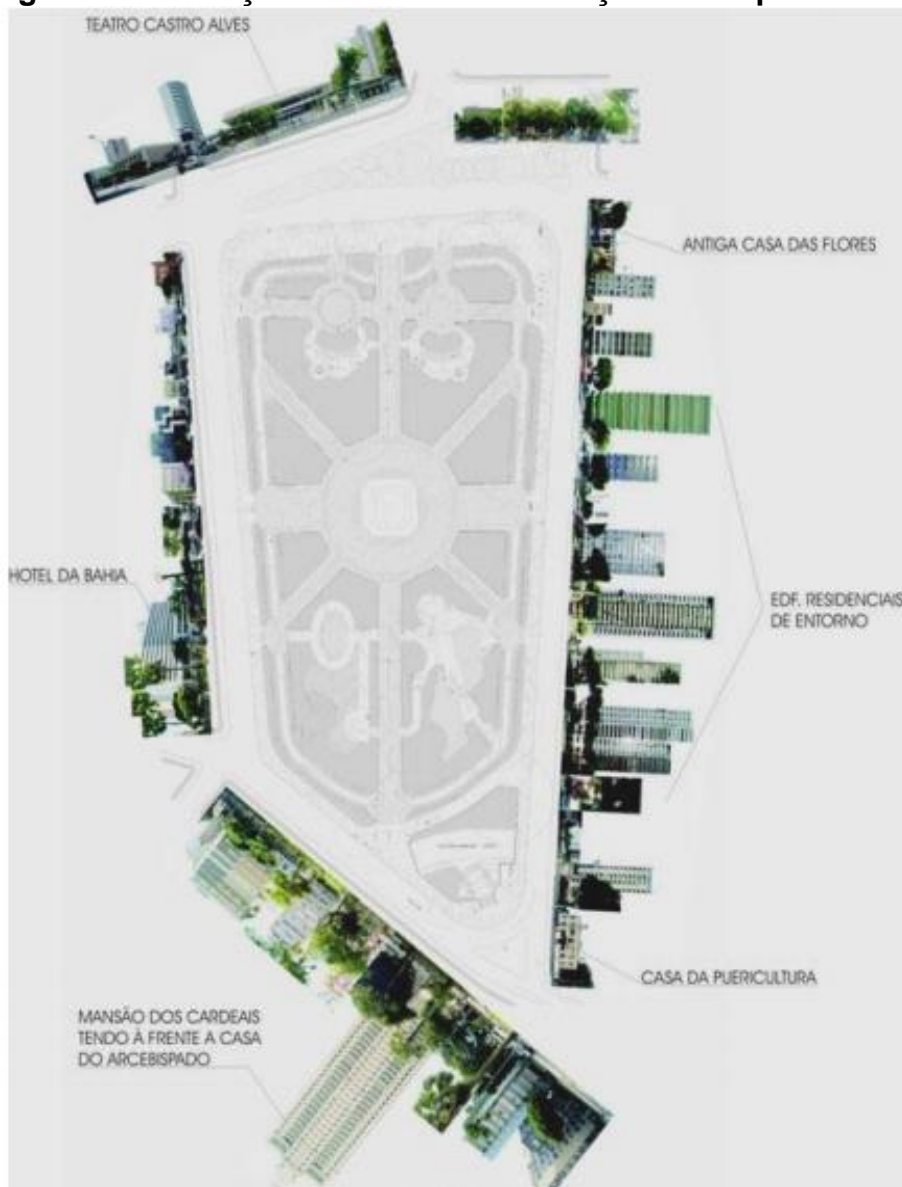 TEATRO CASTRO ALVES
ANTIGA CASA DAS FLORES
HOTEL DA BAHIA
EDF. RESIDENCIAIS
DE ENTORNO
CASA DA PUERICULTURA
MANSÃO DOS CARDEAIS
TENDO À FRENTE A CASA
DO ARCEBISPADO